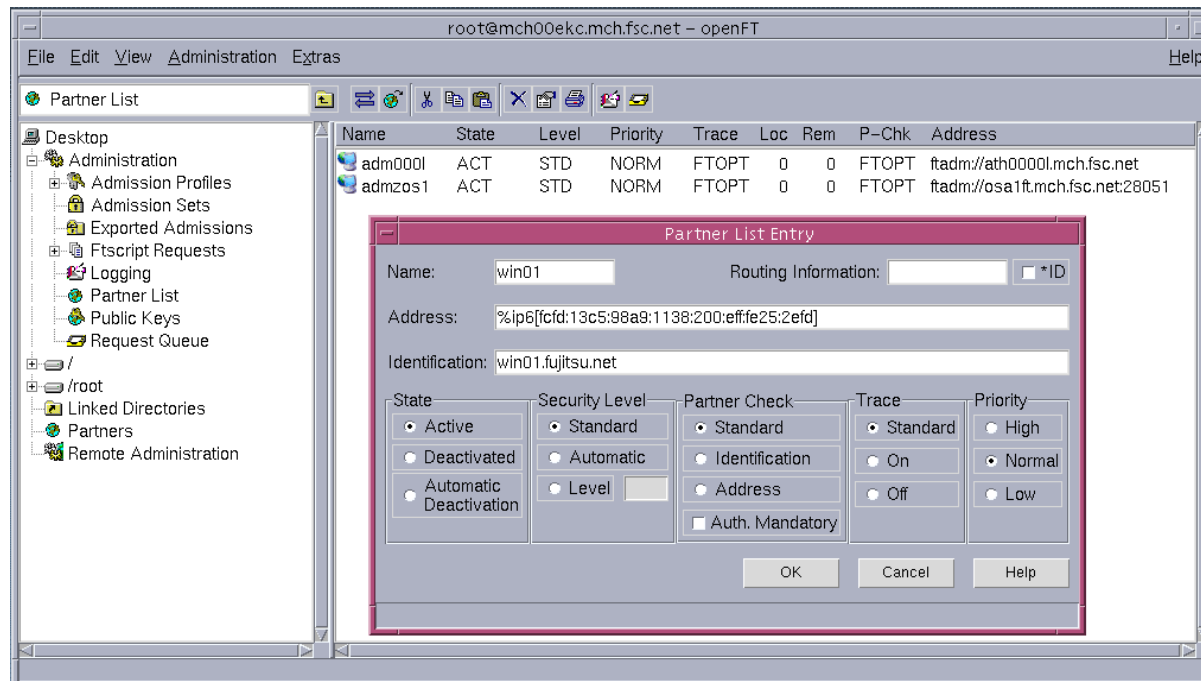 root@mch00ekc.mch.fsc.net – openFT
File Edit View Administration Extras Help
Partner List
Desktop
Administration
Admission Profiles
Admission Sets
Exported Admissions
Ftscript Requests
Logging
Partner List
Public Keys
Request Queue
/
/root
Linked Directories
Partners
Remote Administration
Name State Level Priority Trace Loc Rem P–Chk Address
adm000l ACT STD NORM FTOPT 0 0 FTOPT ftadm://ath0000l.mch.fsc.net
admzos1 ACT STD NORM FTOPT 0 0 FTOPT ftadm://osa1ft.mch.fsc.net:28051
Partner List Entry
Name: win01 Routing Information: *ID
Address: %ip6[fcfd:13c5:98a9:1138:200:eff:fe25:2efd]
Identification: win01.fujitsu.net
State
Active
Deactivated
Automatic
Deactivation
Security Level
Standard
Automatic
Level
Partner Check
Standard
Identification
Address
Auth. Mandatory
Trace
Standard
On
Off
Priority
High
Normal
Low
OK Cancel Help